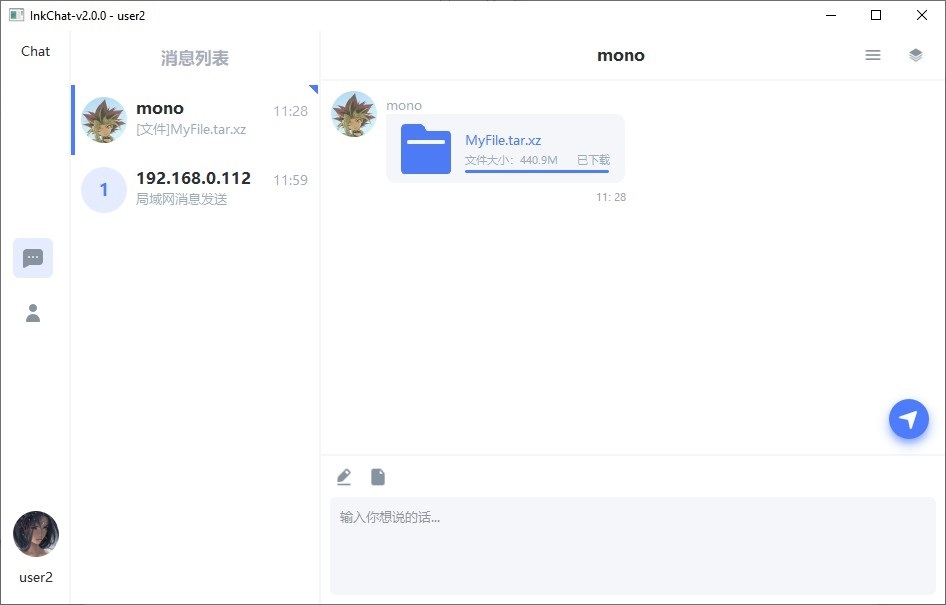 InkChat-v2.0.0 - user2
Chat
消息列表
mono
mono
11:28
[文件]MyFile.tar.xz
1
192.168.0.112
11:59
局域网消息发送
mono
MyFile.tar.xz
文件大小: 440.9M
已下载
11: 28
输入你想说的话...
user2